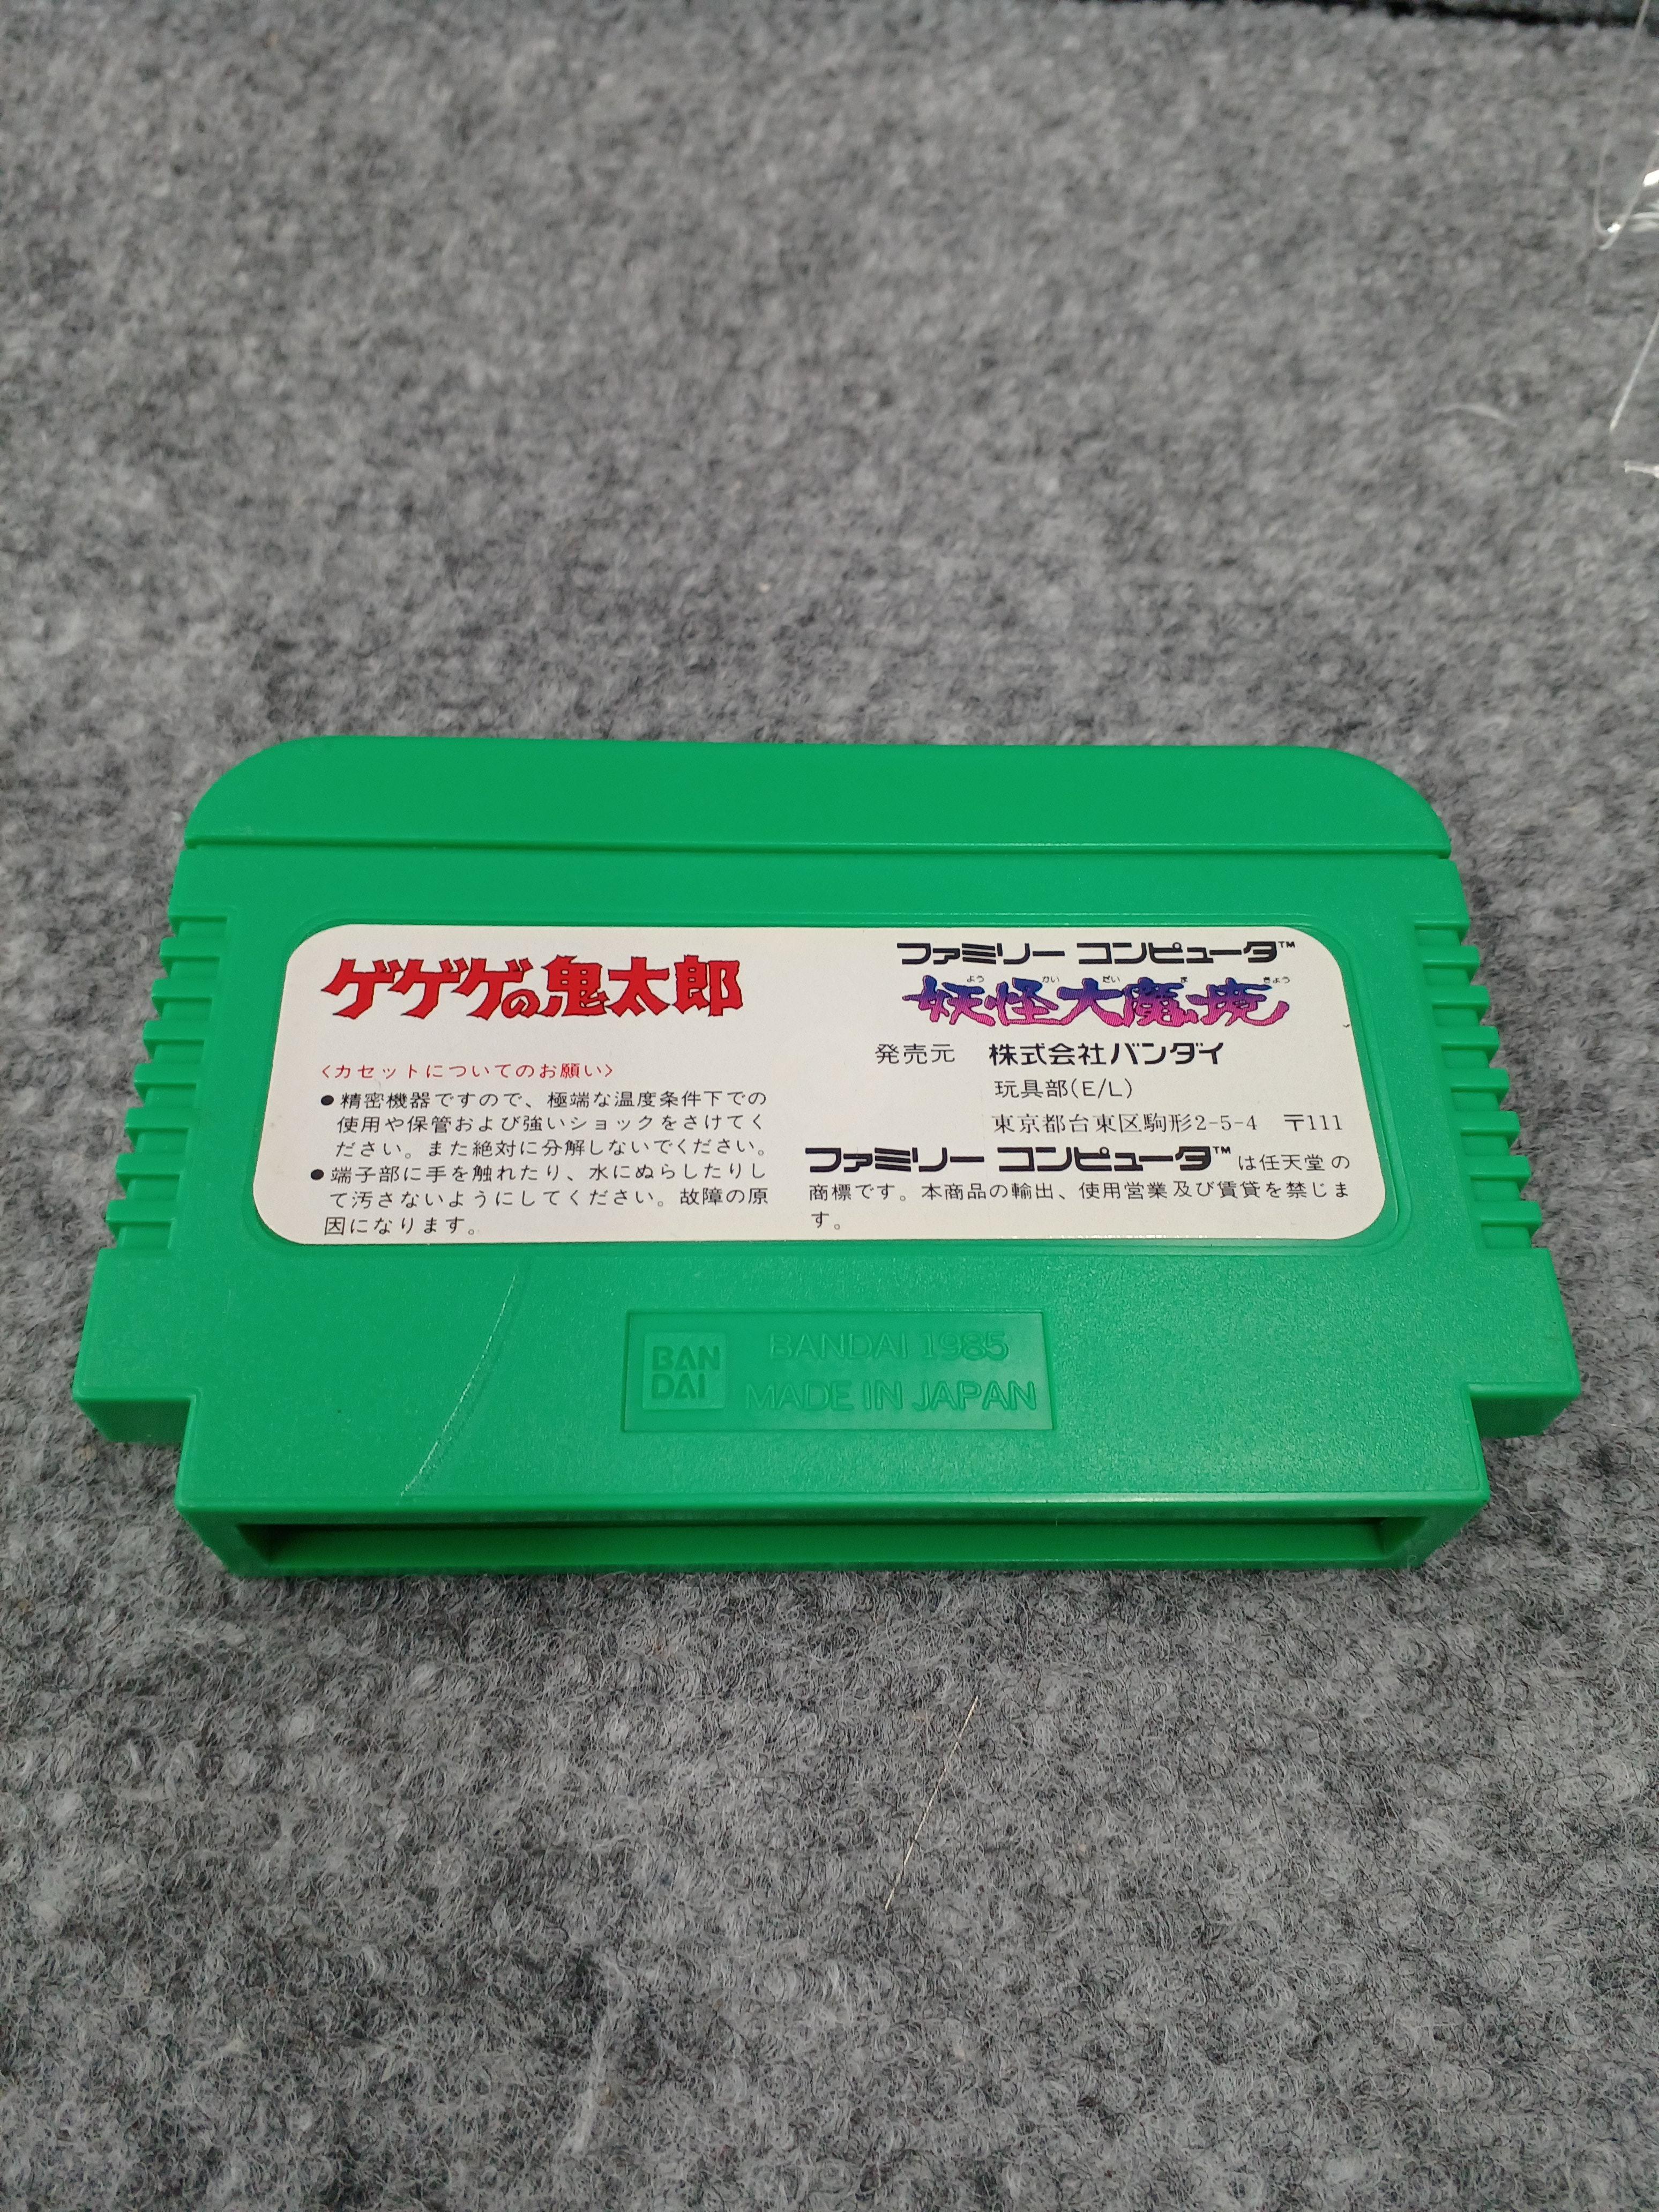 ゲゲゲの鬼太郎
<カセットについてのお願い>
●精密機器ですので、極端な温度条件下での
使用や保管および強いショックをさけてく
ださい。また絶対に分解しないでください。
●端子部に手を触れたり、水にぬらしたりし
て汚さないようにしてください。故障の原
因になります。
ファミリー コンピュータ™
よう かい だい ま きょう
妖怪大魔境
発売元 株式会社バンダイ
玩具部(E/L)
東京都台東区駒形2-5-4 〒111
ファミリー コンピュータ™は任天堂の
商標です。本商品の輸出、使用営業及び賃貸を禁じま
す。
BAN
DAI
BANDAI 1985
MADE IN JAPAN